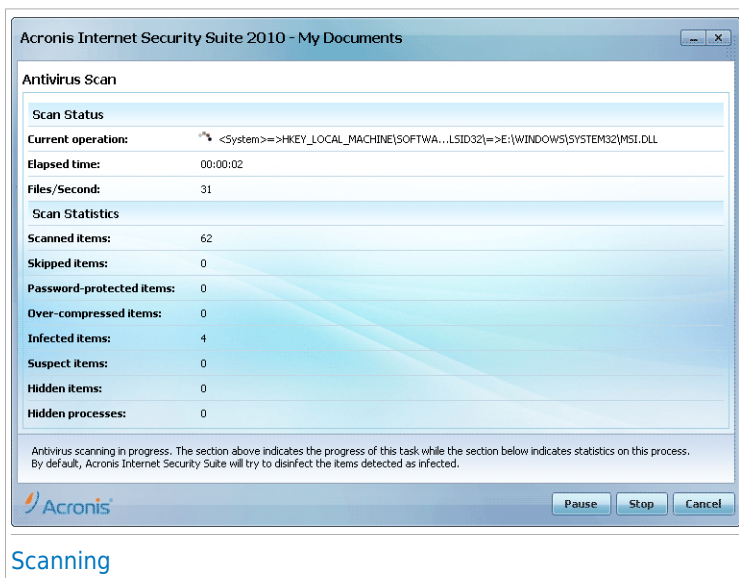 Acronis Internet Security Suite 2010 - My Documents
Antivirus Scan
Scan Status
Current operation: <System>=>HKEY_LOCAL_MACHINE\SOFTWA...LSID32\=>E:\WINDOWS\SYSTEM32\MSI.DLL
Elapsed time: 00:00:02
Files/Second: 31
Scan Statistics
Scanned items: 62
Skipped items: 0
Password-protected items: 0
Over-compressed items: 0
Infected items: 4
Suspect items: 0
Hidden items: 0
Hidden processes: 0
Antivirus scanning in progress. The section above indicates the progress of this task while the section below indicates statistics on this process.
By default, Acronis Internet Security Suite will try to disinfect the items detected as infected.
Acronis Pause Stop Cancel
Scanning